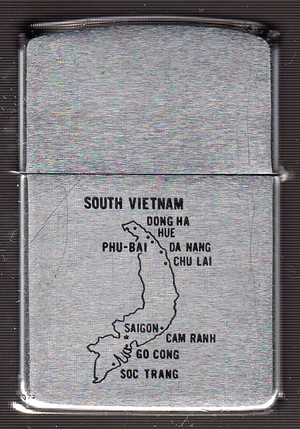 SOUTH VIETNAM
DONG HA
HUE
PHU-BAI
DA NANG
CHU LAI
SAIGON
CAM RANH
GO CONG
SOC TRANG